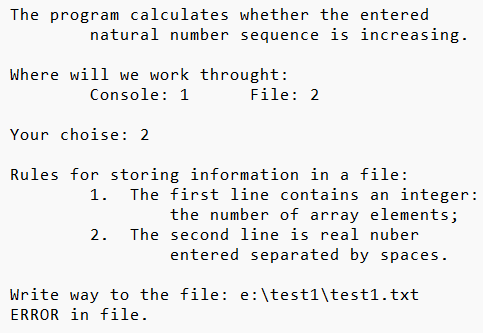 The program calculates whether the entered
natural number sequence is increasing.
Where will we work throught:
Console: 1 File: 2
Your choise: 2
Rules for storing information in a file:
1. The first line contains an integer:
the number of array elements;
2. The second line is real nuber
entered separated by spaces.
Write way to the file: e:\test1\test1.txt
ERROR in file.